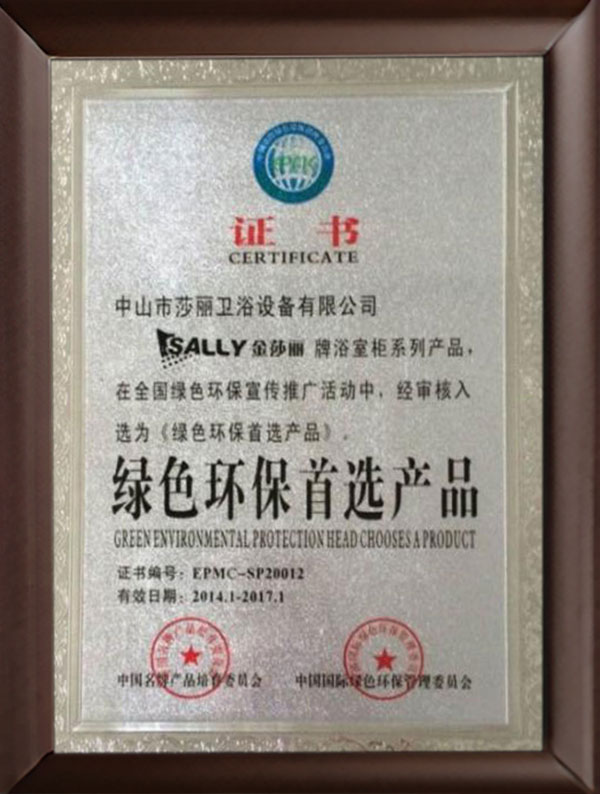 证 书
CERTIFICATE
中山市莎丽卫浴设备有限公司
SALLY 金莎丽 牌浴室柜系列产品,
在全国绿色环保宣传推广活动中,经审核入
选为《绿色环保首选产品》.
绿色环保首选产品
GREEN ENVIRONMENTAL PROTECTION HEAD CHOOSES A PRODUCT
证书编号:EPMC-SP20012
有效日期:2014.1-2017.1
中国名牌产品培育委员会 中国国际绿色环保管理委员会